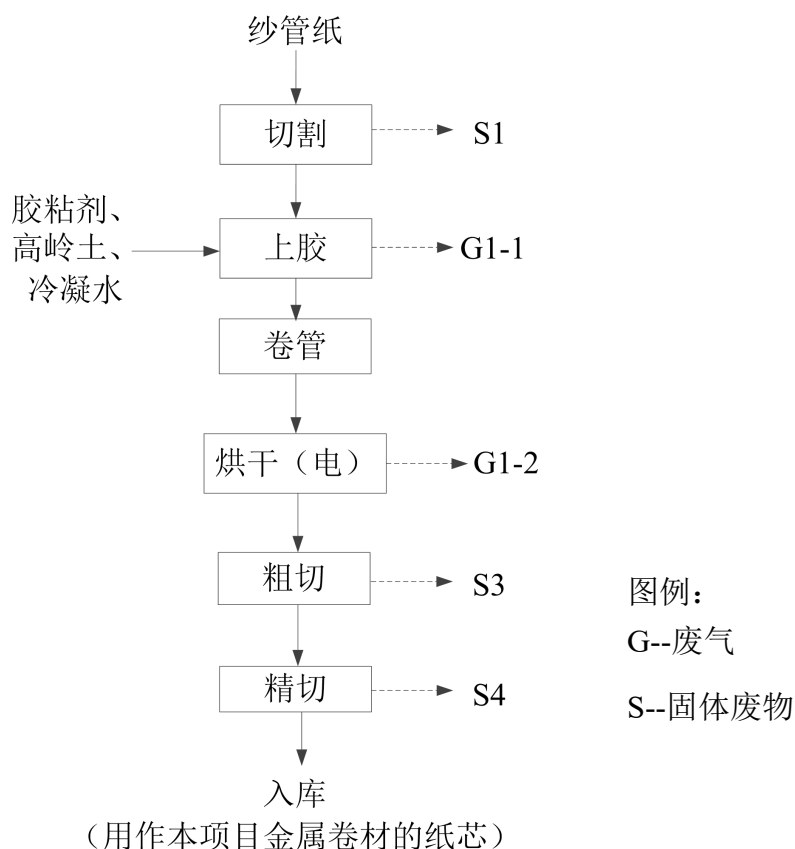 纱管纸
切割
S1
胶粘剂、
高岭土、
冷凝水
上胶
G1-1
卷管
烘干（电）
G1-2
粗切
S3
精切
S4
入库
（用作本项目金属卷材的纸芯）
图例：
G--废气
S--固体废物